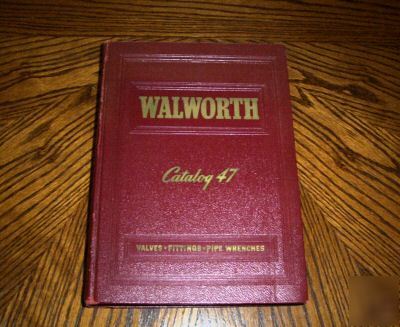 WALWORTH
Catalog 47
VALVES • FITTINGS • PIPE WRENCHES